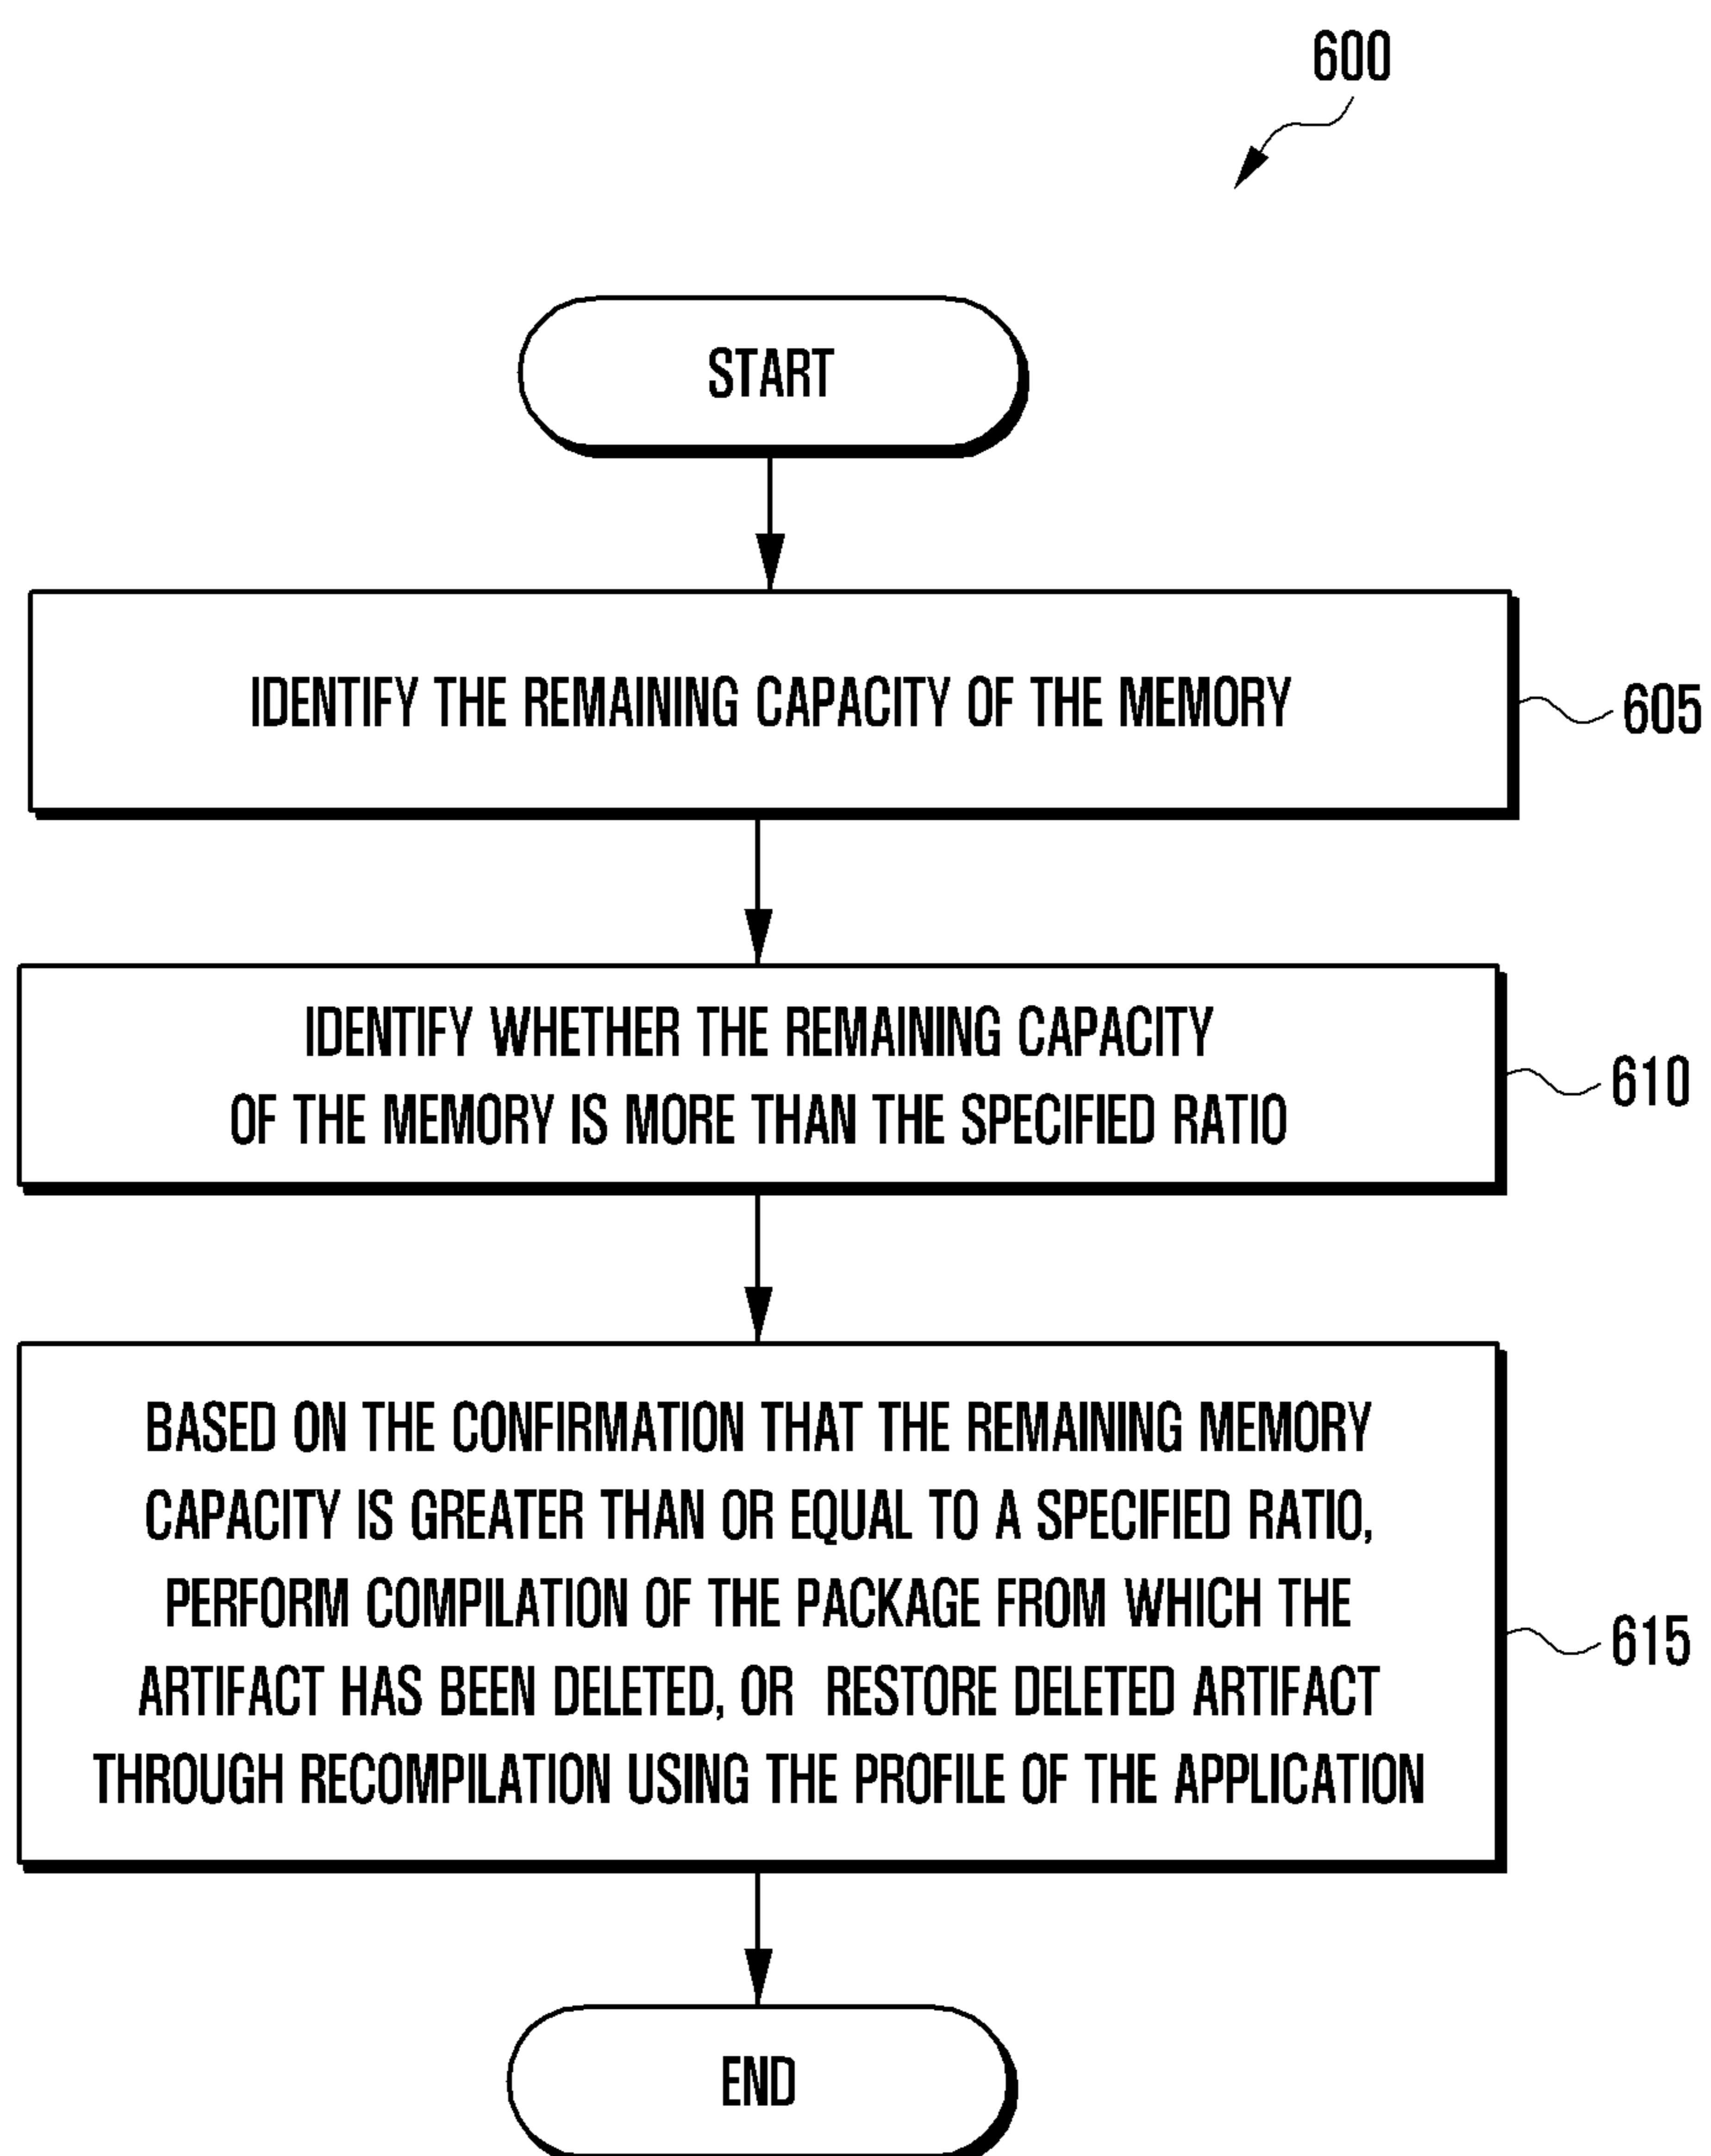 600
START
IDENTIFY THE REMAINING CAPACITY OF THE MEMORY
605
IDENTIFY WHETHER THE REMAINING CAPACITY
OF THE MEMORY IS MORE THAN THE SPECIFIED RATIO
610
BASED ON THE CONFIRMATION THAT THE REMAINING MEMORY
CAPACITY IS GREATER THAN OR EQUAL TO A SPECIFIED RATIO,
PERFORM COMPILATION OF THE PACKAGE FROM WHICH THE
ARTIFACT HAS BEEN DELETED, OR RESTORE DELETED ARTIFACT
THROUGH RECOMPILATION USING THE PROFILE OF THE APPLICATION
615
END